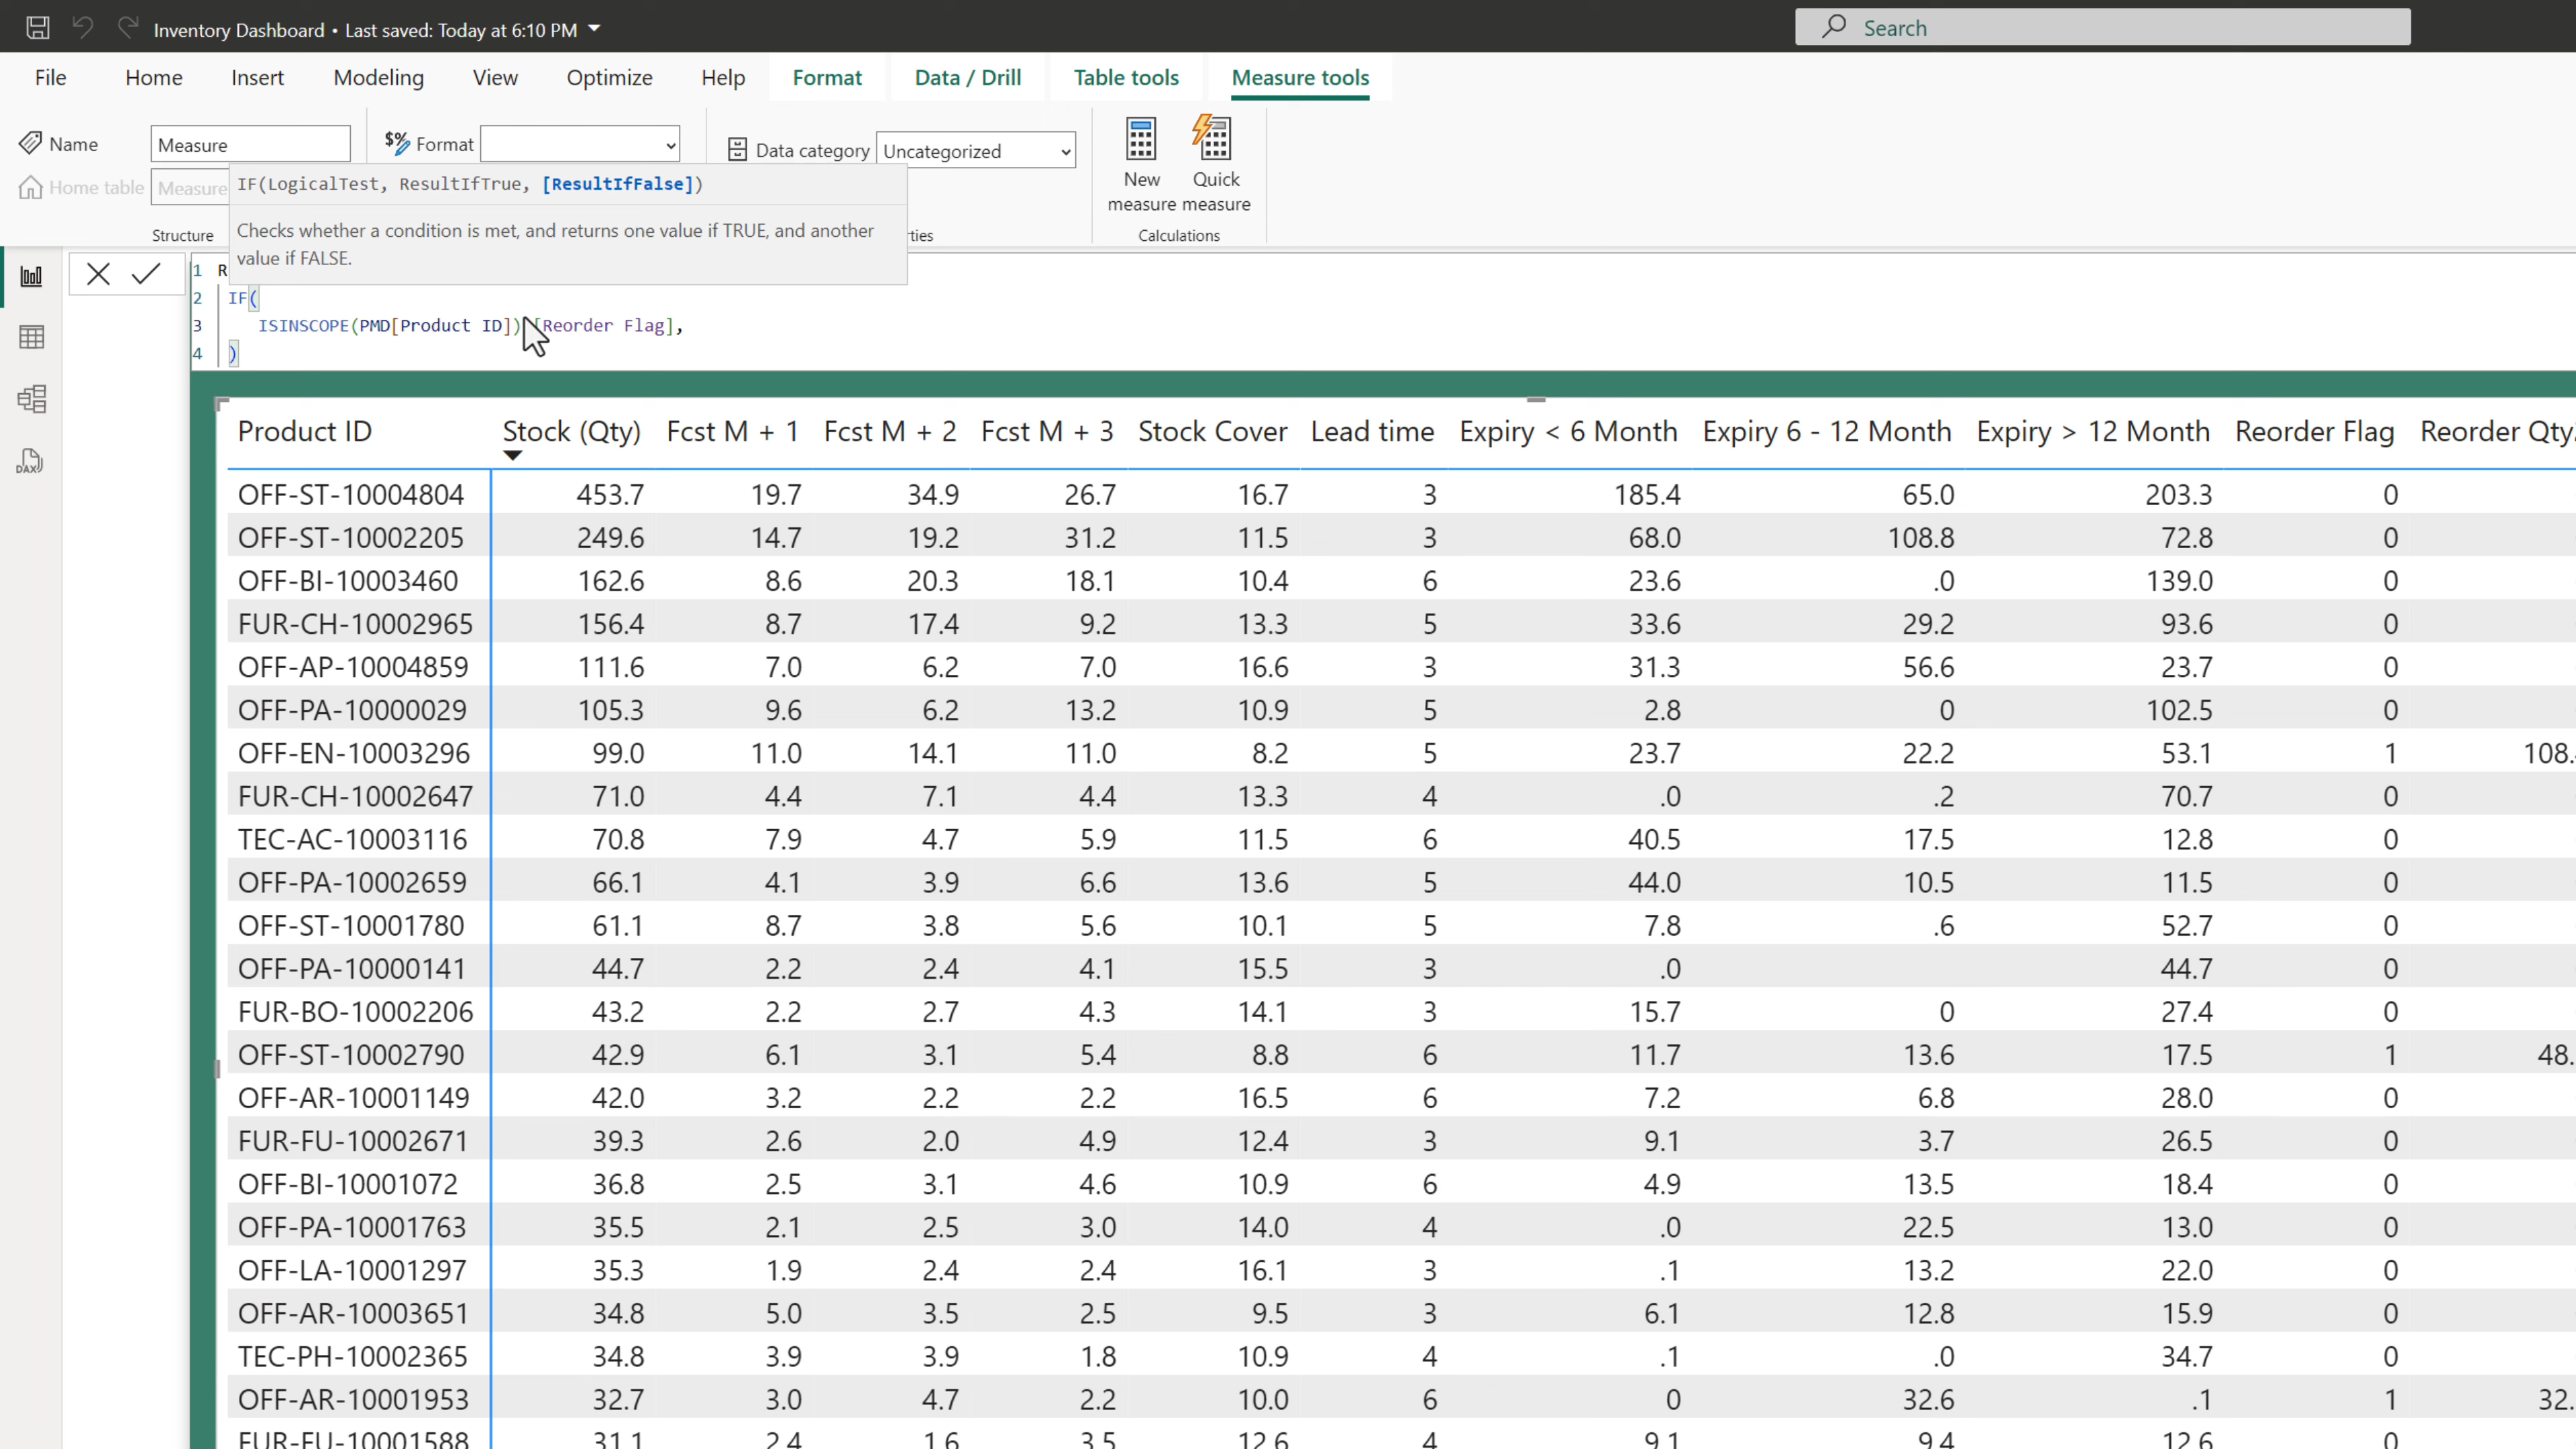 Inventory Dashboard • Last saved: Today at 6:10 PM
Search
File Home Insert Modeling View Optimize Help Format Data / Drill Table tools Measure tools
Name Measure
$% Format
Data category Uncategorized
Home table Measure
New measure
Quick measure
Structure
ties
Calculations
IF(LogicalTest, ResultIfTrue, [ResultIfFalse])
Checks whether a condition is met, and returns one value if TRUE, and another
value if FALSE.
1 R
2 IF(
3 ISINSCOPE(PMD[Product ID]) [Reorder Flag],
4 )
DAX
Product ID Stock (Qty) Fcst M + 1 Fcst M + 2 Fcst M + 3 Stock Cover Lead time Expiry < 6 Month Expiry 6 - 12 Month Expiry > 12 Month Reorder Flag Reorder Qty
OFF-ST-10004804 453.7 19.7 34.9 26.7 16.7 3 185.4 65.0 203.3 0
OFF-ST-10002205 249.6 14.7 19.2 31.2 11.5 3 68.0 108.8 72.8 0
OFF-BI-10003460 162.6 8.6 20.3 18.1 10.4 6 23.6 .0 139.0 0
FUR-CH-10002965 156.4 8.7 17.4 9.2 13.3 5 33.6 29.2 93.6 0
OFF-AP-10004859 111.6 7.0 6.2 7.0 16.6 3 31.3 56.6 23.7 0
OFF-PA-10000029 105.3 9.6 6.2 13.2 10.9 5 2.8 0 102.5 0
OFF-EN-10003296 99.0 11.0 14.1 11.0 8.2 5 23.7 22.2 53.1 1 108.
FUR-CH-10002647 71.0 4.4 7.1 4.4 13.3 4 .0 .2 70.7 0
TEC-AC-10003116 70.8 7.9 4.7 5.9 11.5 6 40.5 17.5 12.8 0
OFF-PA-10002659 66.1 4.1 3.9 6.6 13.6 5 44.0 10.5 11.5 0
OFF-ST-10001780 61.1 8.7 3.8 5.6 10.1 5 7.8 .6 52.7 0
OFF-PA-10000141 44.7 2.2 2.4 4.1 15.5 3 .0 44.7 0
FUR-BO-10002206 43.2 2.2 2.7 4.3 14.1 3 15.7 0 27.4 0
OFF-ST-10002790 42.9 6.1 3.1 5.4 8.8 6 11.7 13.6 17.5 1 48.
OFF-AR-10001149 42.0 3.2 2.2 2.2 16.5 6 7.2 6.8 28.0 0
FUR-FU-10002671 39.3 2.6 2.0 4.9 12.4 3 9.1 3.7 26.5 0
OFF-BI-10001072 36.8 2.5 3.1 4.6 10.9 6 4.9 13.5 18.4 0
OFF-PA-10001763 35.5 2.1 2.5 3.0 14.0 4 .0 22.5 13.0 0
OFF-LA-10001297 35.3 1.9 2.4 2.4 16.1 3 .1 13.2 22.0 0
OFF-AR-10003651 34.8 5.0 3.5 2.5 9.5 3 6.1 12.8 15.9 0
TEC-PH-10002365 34.8 3.9 3.9 1.8 10.9 4 .1 .0 34.7 0
OFF-AR-10001953 32.7 3.0 4.7 2.2 10.0 6 0 32.6 .1 1 32.
FUR-FU-10001588 31.1 2.4 1.6 3.5 12.6 4 9.1 9.4 12.6 0